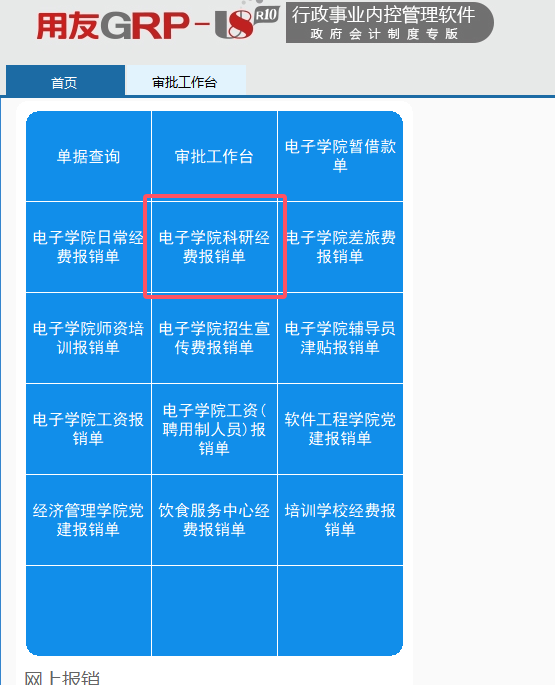 用友GRP-U8 R10 行政事业内控管理软件
政府会计制度专版
首页 审批工作台
单据查询
审批工作台
电子学院暂借款
单
电子学院日常经
费报销单
电子学院科研经
费报销单
电子学院差旅费
报销单
电子学院师资培
训报销单
电子学院招生宣
传费报销单
电子学院辅导员
津贴报销单
电子学院工资报
销单
电子学院工资(
聘用制人员)报
销单
软件工程学院党
建报销单
经济管理学院党
建报销单
饮食服务中心经
费报销单
培训学校经费报
销单
网上报销